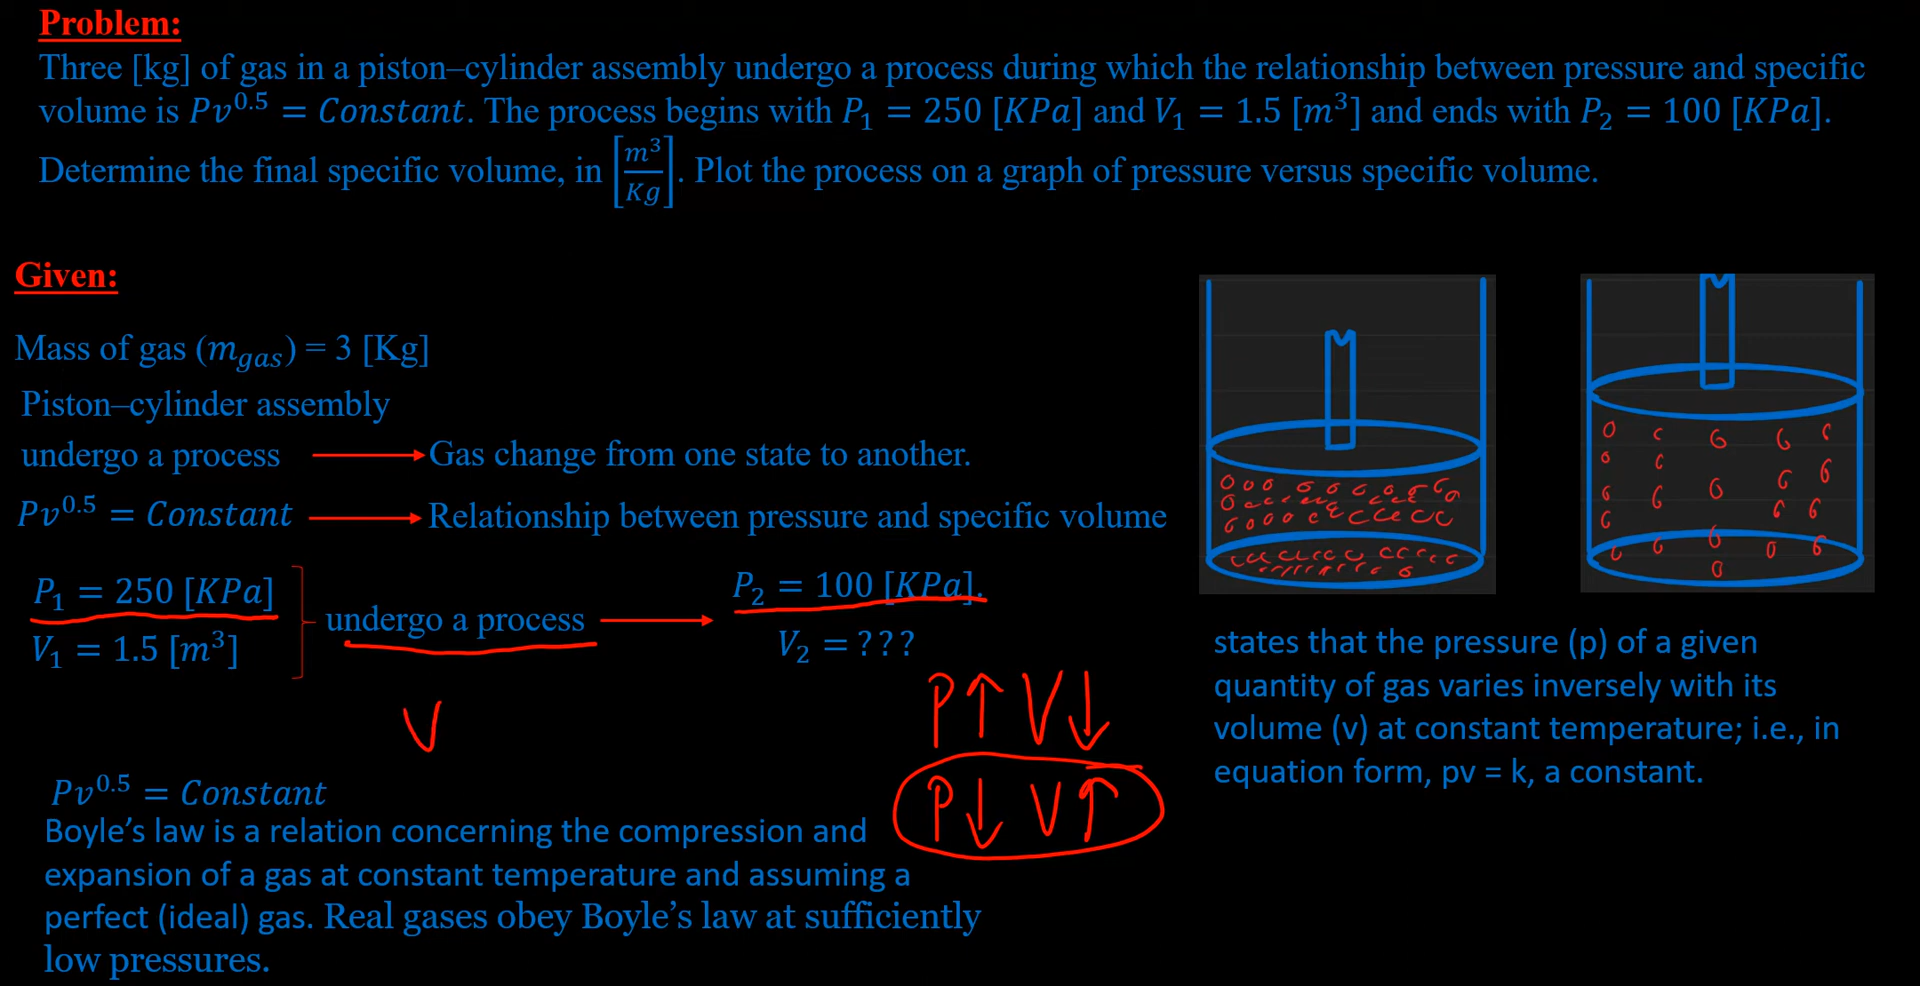 Problem:
Three [kg] of gas in a piston–cylinder assembly undergo a process during which the relationship between pressure and specific
volume is Pv^0.5 = Constant. The process begins with P₁ = 250 [KPa] and V₁ = 1.5 [m³] and ends with P₂ = 100 [KPa].
Determine the final specific volume, in [m³/Kg]. Plot the process on a graph of pressure versus specific volume.
Given:
Mass of gas (m_gas) = 3 [Kg]
Piston–cylinder assembly
undergo a process → Gas change from one state to another.
Pv^0.5 = Constant → Relationship between pressure and specific volume
P₁ = 250 [KPa]
V₁ = 1.5 [m³]
undergo a process →
P₂ = 100 [KPa].
V₂ = ???
V
P↑ V↓
P↓ V↑
Pv^0.5 = Constant
Boyle’s law is a relation concerning the compression and
expansion of a gas at constant temperature and assuming a
perfect (ideal) gas. Real gases obey Boyle’s law at sufficiently
low pressures.
states that the pressure (p) of a given
quantity of gas varies inversely with its
volume (v) at constant temperature; i.e., in
equation form, pv = k, a constant.